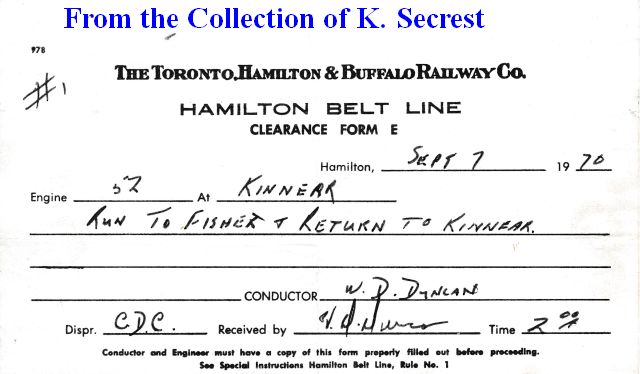 From the Collection of K. Secrest
978
#1
THE TORONTO, HAMILTON & BUFFALO RAILWAY CO.
HAMILTON BELT LINE
CLEARANCE FORM E
Hamilton, SEPT 7 1970
Engine 52 At KINNEAR
RUN TO FISHER & RETURN TO KINNEAR.
CONDUCTOR W. D. DUNCAN
Dispr. C.D.C. Received by Time 2 00
Conductor and Engineer must have a copy of this form properly filled out before proceeding.
See Special Instructions Hamilton Belt Line, Rule No. 1